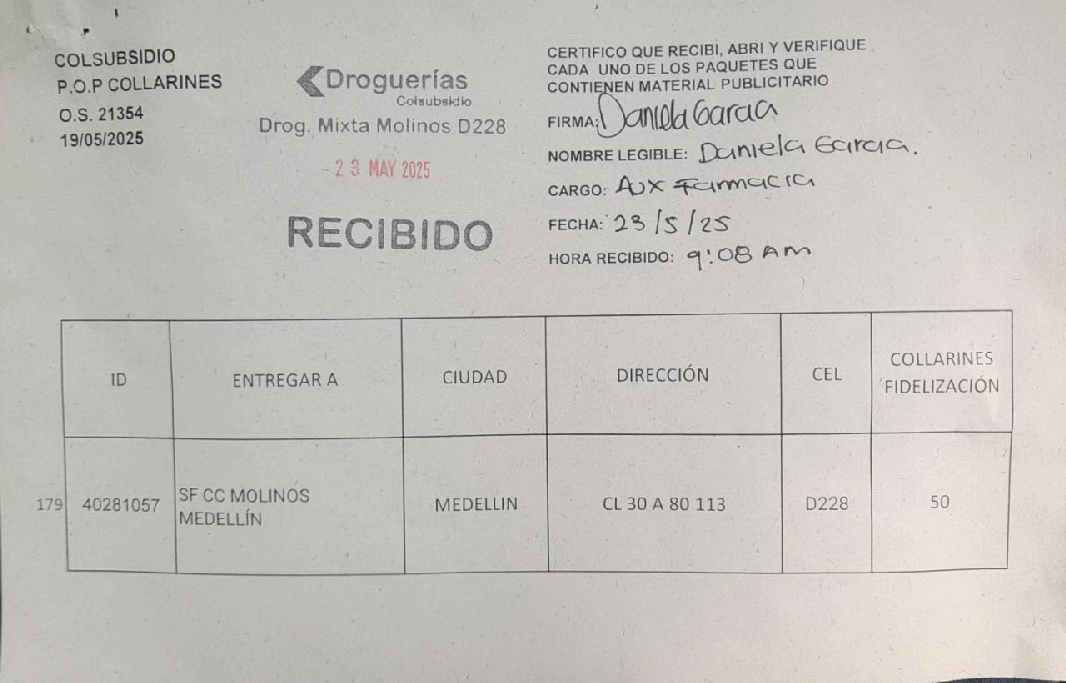 COLSUBSIDIO
P.O.P COLLARINES
O.S. 21354
19/05/2025
Droguerías
Colsubsidio
Drog. Mixta Molinos D228
- 23 MAY 2025
RECIBIDO
CERTIFICO QUE RECIBI, ABRI Y VERIFIQUE
CADA UNO DE LOS PAQUETES QUE
CONTIENEN MATERIAL PUBLICITARIO
FIRMA: Daniela Garcia
NOMBRE LEGIBLE: Daniela Garcia.
CARGO: Aux Farmacia
FECHA: 23/5/25
HORA RECIBIDO: 9:08 Am
ID ENTREGAR A CIUDAD DIRECCIÓN CEL COLLARINES
FIDELIZACIÓN
179 40281057 SF CC MOLINOS MEDELLIN CL 30 A 80 113 D228 50
MEDELLÍN